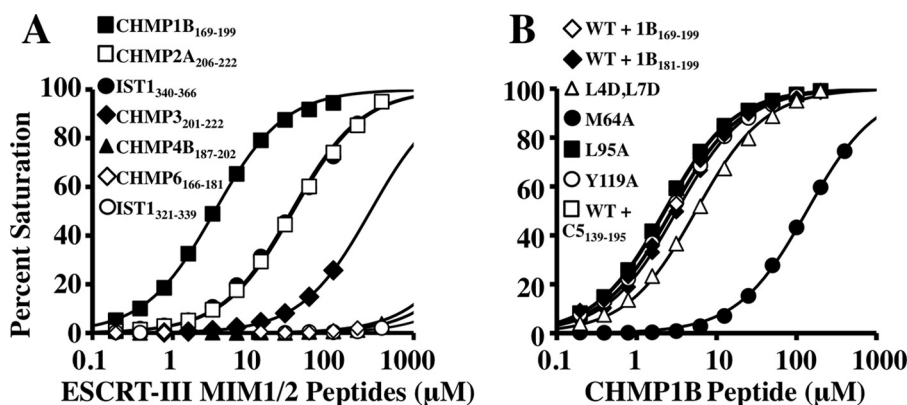 A
CHMP1B169-199
CHMP2A206-222
IST1340-366
CHMP3201-222
CHMP4B187-202
CHMP6166-181
IST1321-339
Percent Saturation
100
80
60
40
20
0
0.1 1 10 100 1000
ESCRT-III MIM1/2 Peptides (μM)
B
WT + 1B169-199
WT + 1B181-199
L4D,L7D
M64A
L95A
Y119A
WT +
C5139-195
100
80
60
40
20
0
0.1 1 10 100 1000
CHMP1B Peptide (μM)